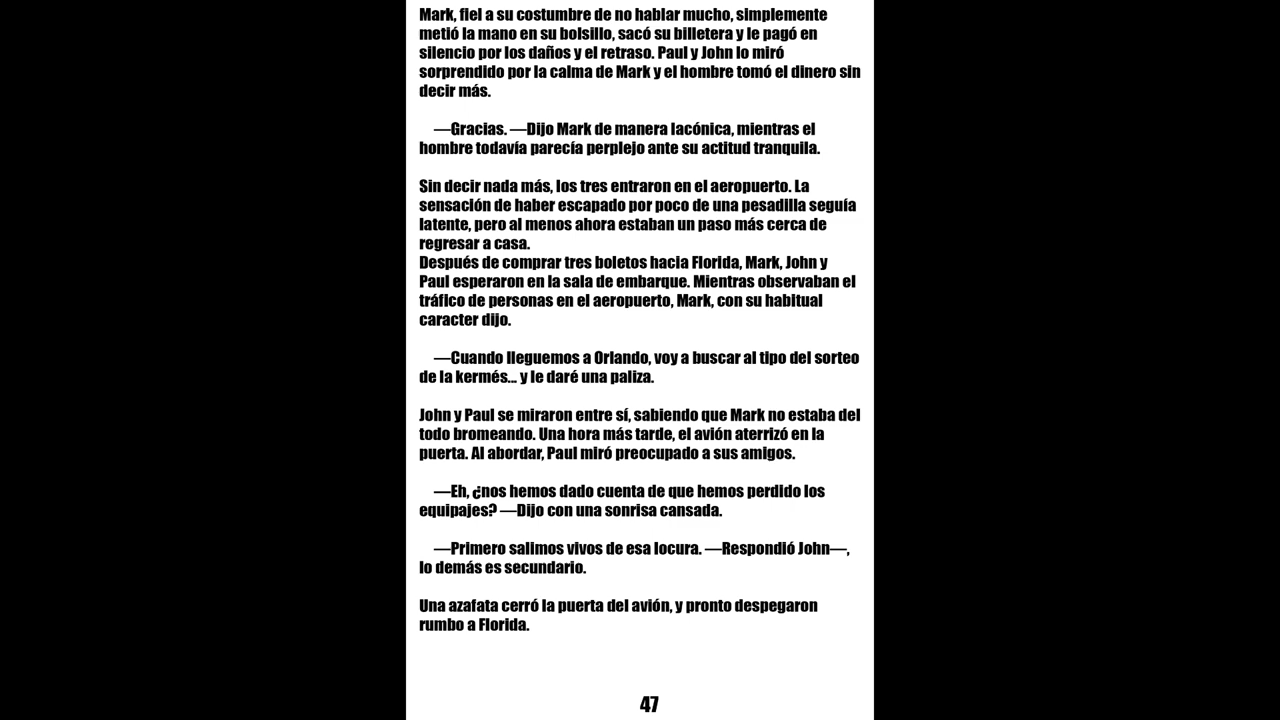 Mark, fiel a su costumbre de no hablar mucho, simplemente
metió la mano en su bolsillo, sacó su billetera y le pagó en
silencio por los daños y el retraso. Paul y John lo miró
sorprendido por la calma de Mark y el hombre tomó el dinero sin
decir más.
—Gracias. —Dijo Mark de manera lacónica, mientras el
hombre todavía parecía perplejo ante su actitud tranquila.
Sin decir nada más, los tres entraron en el aeropuerto. La
sensación de haber escapado por poco de una pesadilla seguía
latente, pero al menos ahora estaban un paso más cerca de
regresar a casa.
Después de comprar tres boletos hacia Florida, Mark, John y
Paul esperaron en la sala de embarque. Mientras observaban el
tráfico de personas en el aeropuerto, Mark, con su habitual
caracter dijo.
—Cuando lleguemos a Orlando, voy a buscar al tipo del sorteo
de la kermés... y le daré una paliza.
John y Paul se miraron entre sí, sabiendo que Mark no estaba del
todo bromeando. Una hora más tarde, el avión aterrizó en la
puerta. Al abordar, Paul miró preocupado a sus amigos.
—Eh, ¿nos hemos dado cuenta de que hemos perdido los
equipajes? —Dijo con una sonrisa cansada.
—Primero salimos vivos de esa locura. —Respondió John—,
lo demás es secundario.
Una azafata cerró la puerta del avión, y pronto despegaron
rumbo a Florida.
47